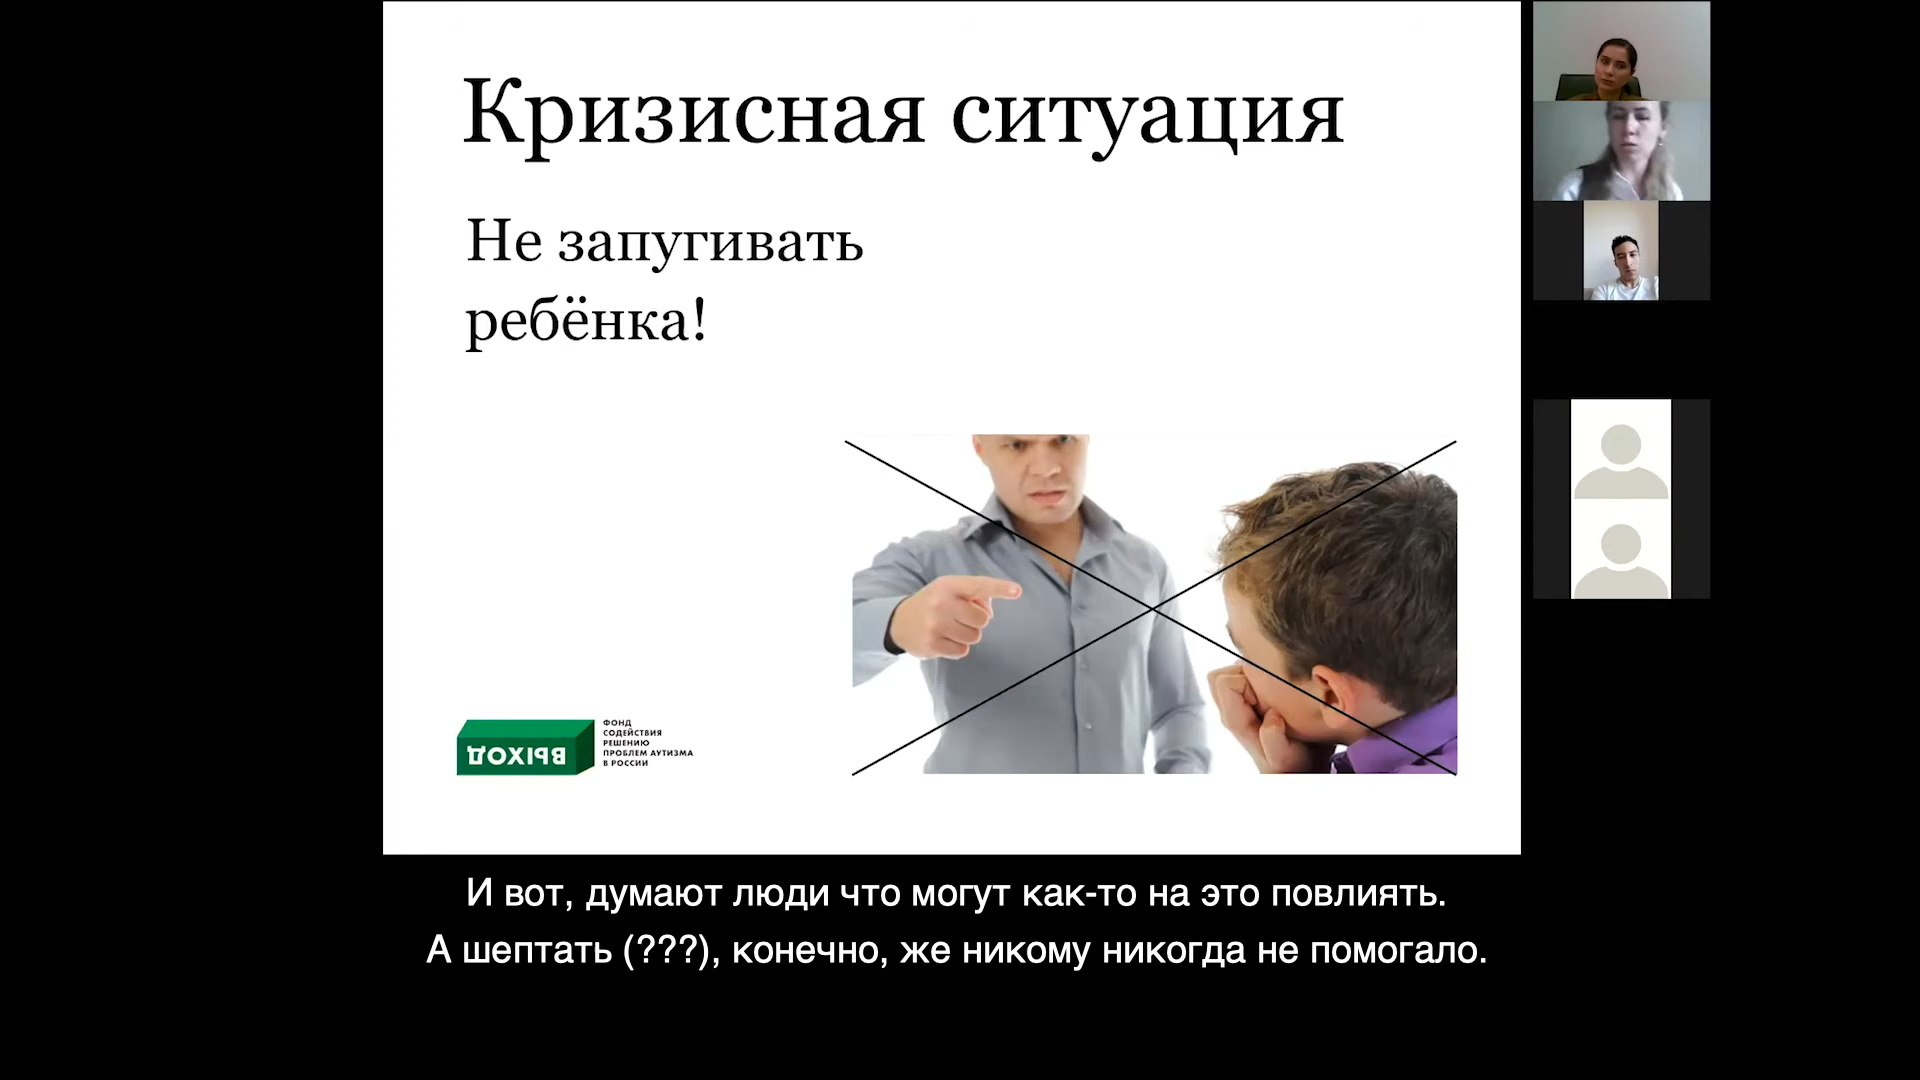 Кризисная ситуация
Не запугивать
ребёнка!
ВЫХОД
ФОНД
СОДЕЙСТВИЯ
РЕШЕНИЮ
ПРОБЛЕМ АУТИЗМА
В РОССИИ
И вот, думают люди что могут как-то на это повлиять.
А шептать (???), конечно, же никому никогда не помогало.